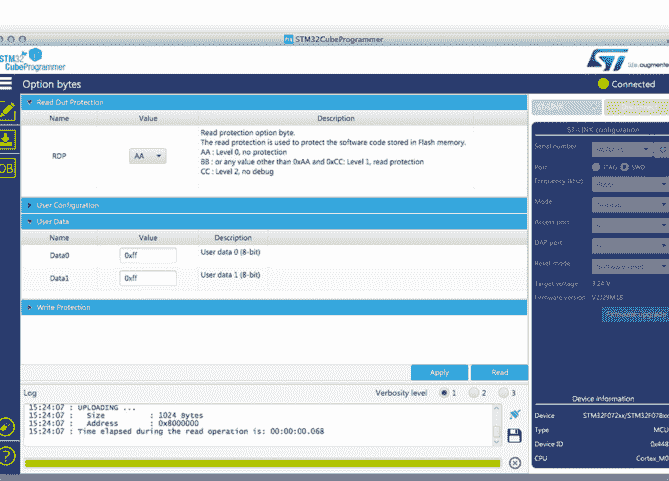 STM32CubeProgrammer
STM32
CubeProgrammer
life.augmented
Option bytes
Connected
Read Out Protection
Name Value Description
RDP AA
Read protection option byte.
The read protection is used to protect the software code stored in Flash memory.
AA : Level 0, no protection
BB : or any value other than 0xAA and 0xCC: Level 1, read protection
CC : Level 2, no debug
User Configuration
User Data
Name Value Description
Data0 0xff User data 0 (8-bit)
Data1 0xff User data 1 (8-bit)
Write Protection
Apply Read
Log Verbosity level 1 2 3
15:24:07 : UPLOADING ...
15:24:07 : Size : 1024 Bytes
15:24:07 : Address : 0x8000000
15:24:07 : Time elapsed during the read operation is: 00:00:00.068
OB
ST-LINK configuration
Serial number
Port JTAG SWD
Frequency (kHz)
Mode
Access port
Reset mode
Target voltage 3.24 V
Firmware version
Device information
Device STM32F072xx/STM32F078xx
Type MCU
Device ID 0x448
CPU Cortex_M0